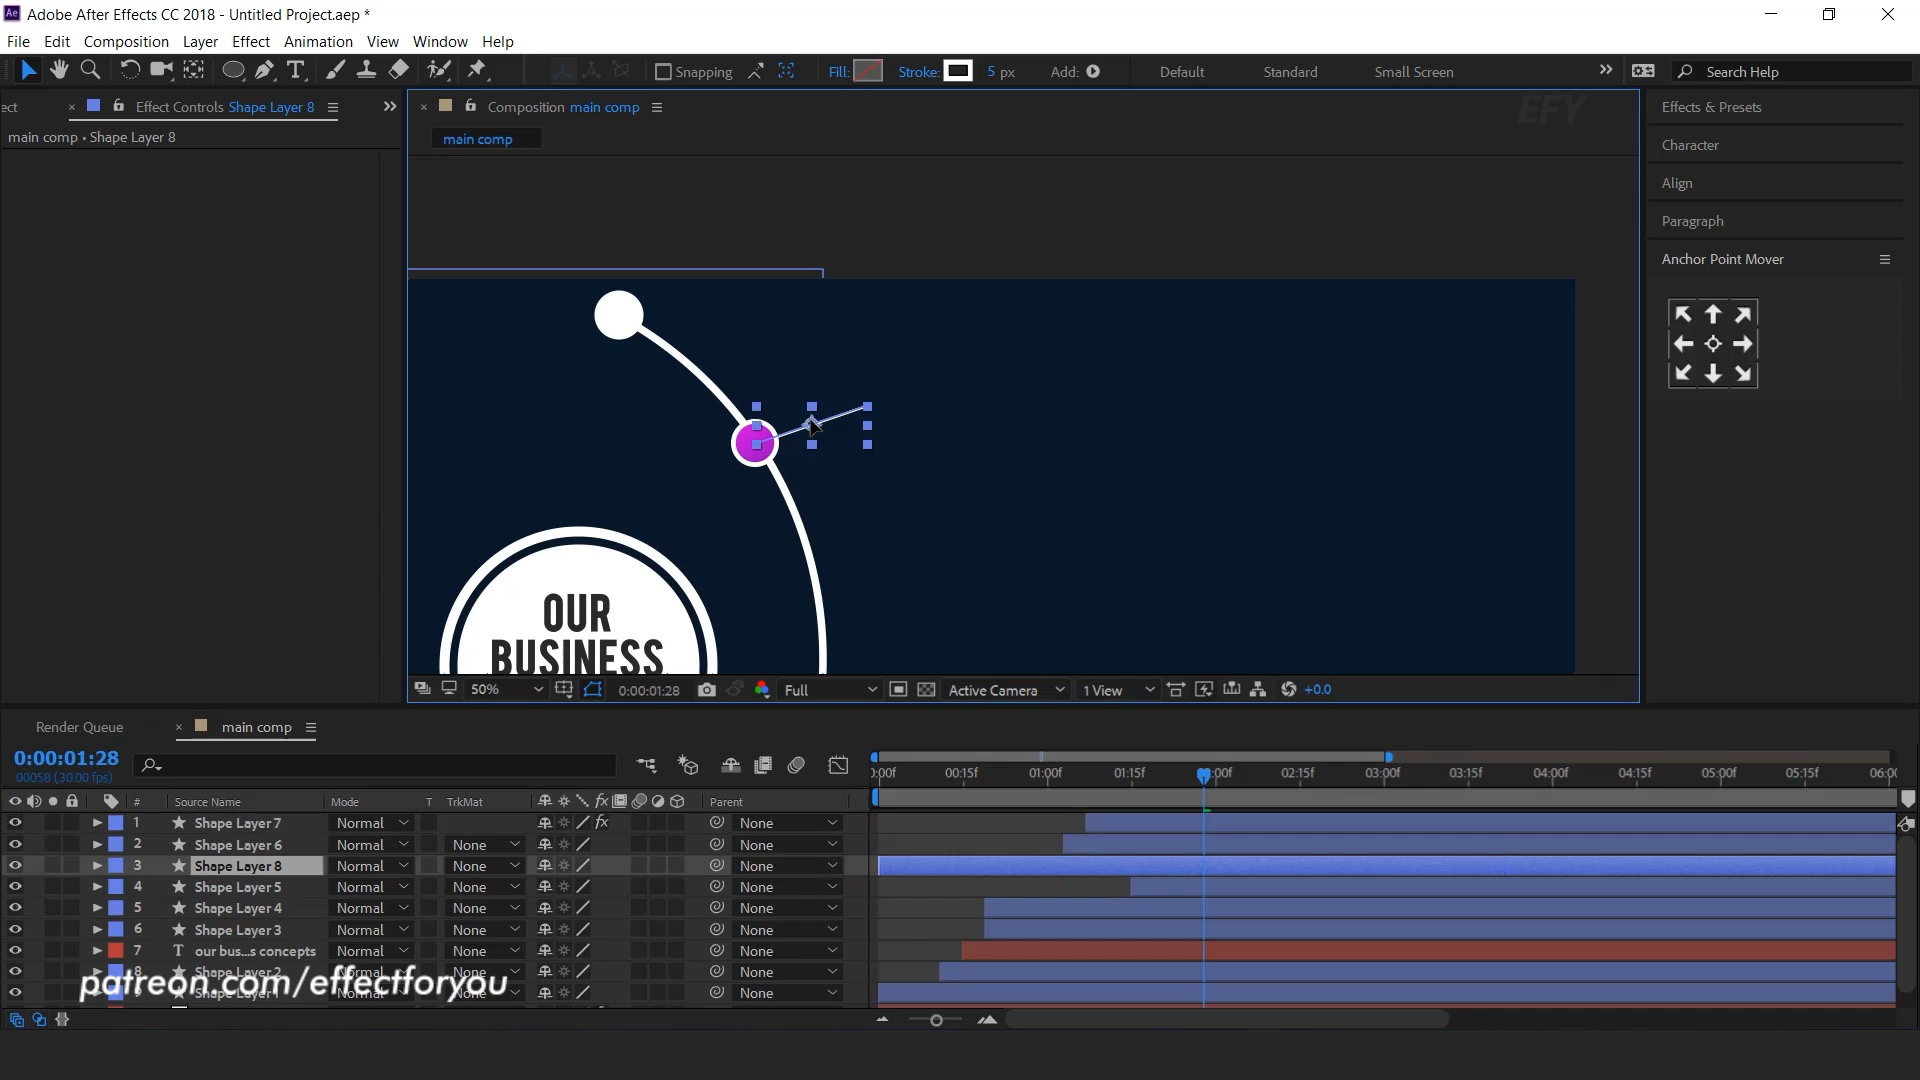 Ae Adobe After Effects CC 2018 - Untitled Project.aep *
File Edit Composition Layer Effect Animation View Window Help
T Snapping Fill: Stroke: 5 px Add: Default Standard Small Screen Search Help
ect × Effect Controls Shape Layer 8
main comp • Shape Layer 8
× Composition main comp
EFY
main comp
Effects & Presets
Character
Align
Paragraph
Anchor Point Mover
OUR
BUSINESS
50% 0:00:01:28 Full Active Camera 1 View +0.0
Render Queue × main comp
0:00:01:28
00058 (30.00 fps)
0:00f 00:15f 01:00f 01:15f 2:00f 02:15f 03:00f 03:15f 04:00f 04:15f 05:00f 05:15f 06:00
# Source Name Mode T TrkMat fx Parent
1 Shape Layer 7 Normal fx None
2 Shape Layer 6 Normal None None
3 Shape Layer 8 Normal None None
4 Shape Layer 5 Normal None None
5 Shape Layer 4 Normal None None
6 Shape Layer 3 Normal None None
7 T our bus...s concepts Normal None None
8 Shape Layer 2 Normal None None
9 Shape Layer 1 Normal None None
patreon.com/effectforyou